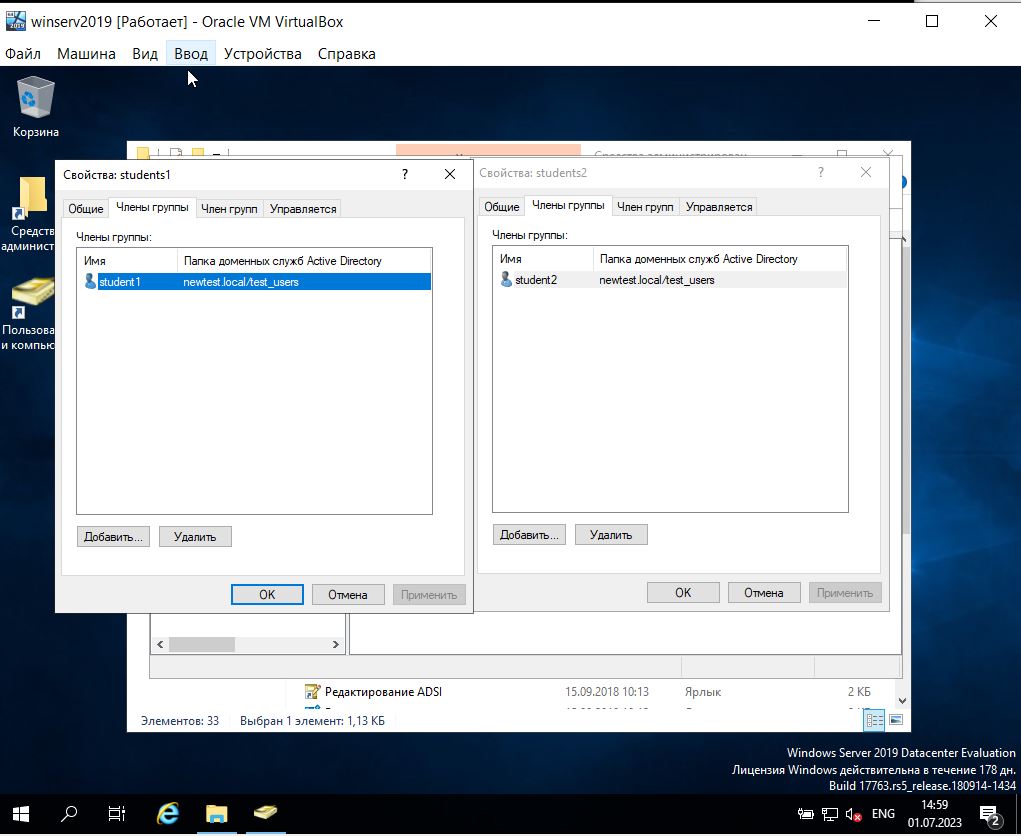 winserv2019 [Работает] - Oracle VM VirtualBox
Файл Машина Вид Ввод Устройства Справка
Корзина
Средств
админист
Пользова
и компью
Свойства: students1
?
Общие Члены группы Член групп Управляется
Члены группы:
Имя Папка доменных служб Active Directory
student1 newtest.local/test_users
Добавить... Удалить
OK Отмена Применить
Свойства: students2
?
Общие Члены группы Член групп Управляется
Члены группы:
Имя Папка доменных служб Active Directory
student2 newtest.local/test_users
Добавить... Удалить
OK Отмена Применить
Редактирование ADSI 15.09.2018 10:13 Ярлык 2 КБ
Элементов: 33 Выбран 1 элемент: 1,13 КБ
Windows Server 2019 Datacenter Evaluation
Лицензия Windows действительна в течение 178 дн.
Build 17763.rs5_release.180914-1434
ENG
14:59
01.07.2023
2